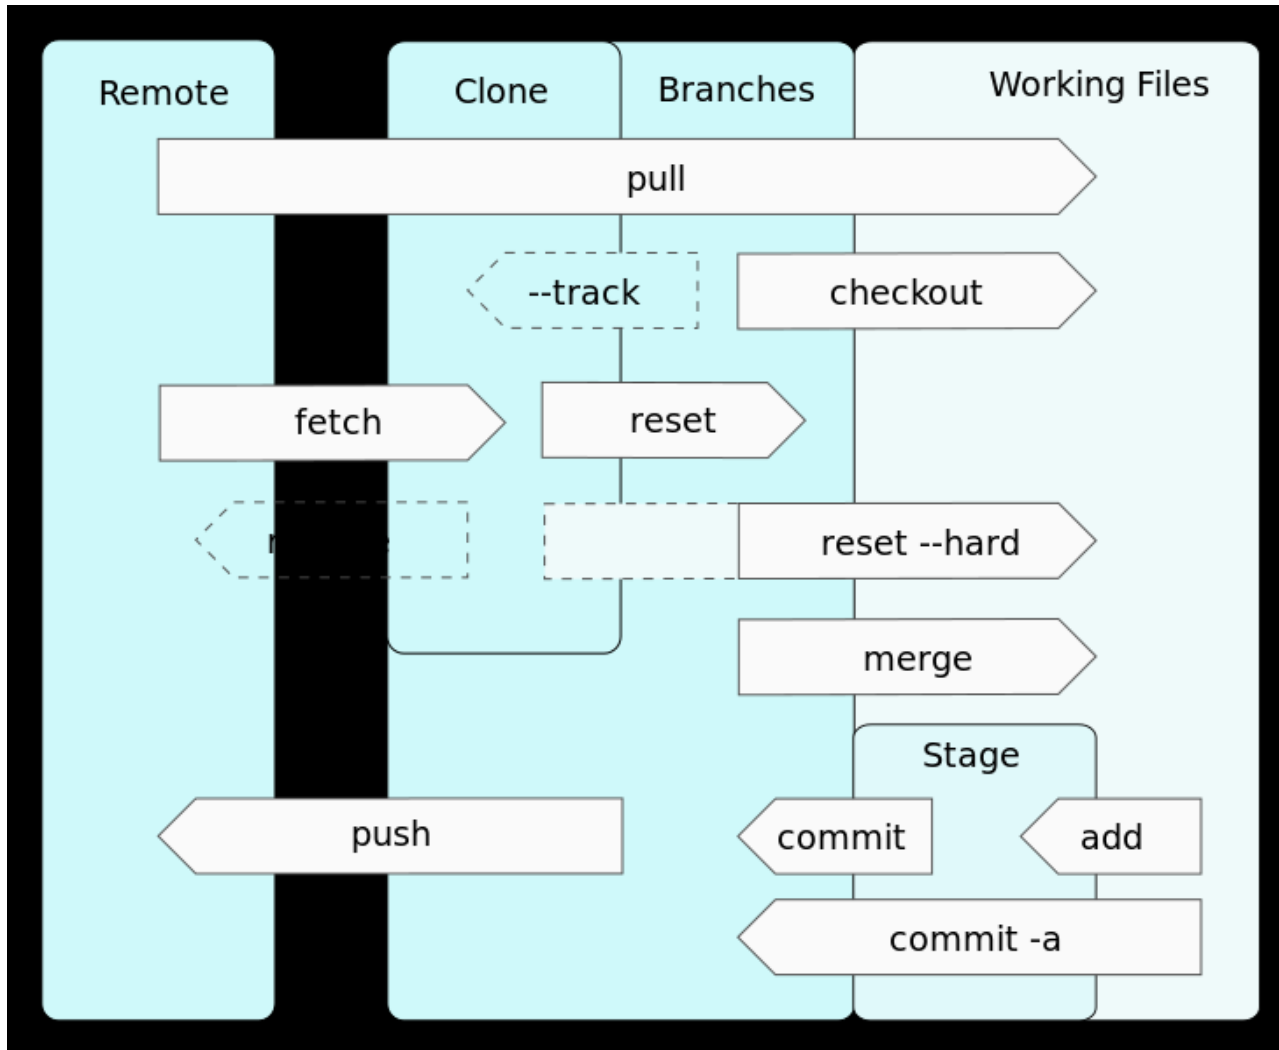 Remote
Clone
Branches
Working Files
pull
--track
checkout
fetch
reset
reset --hard
merge
Stage
push
commit
add
commit -a